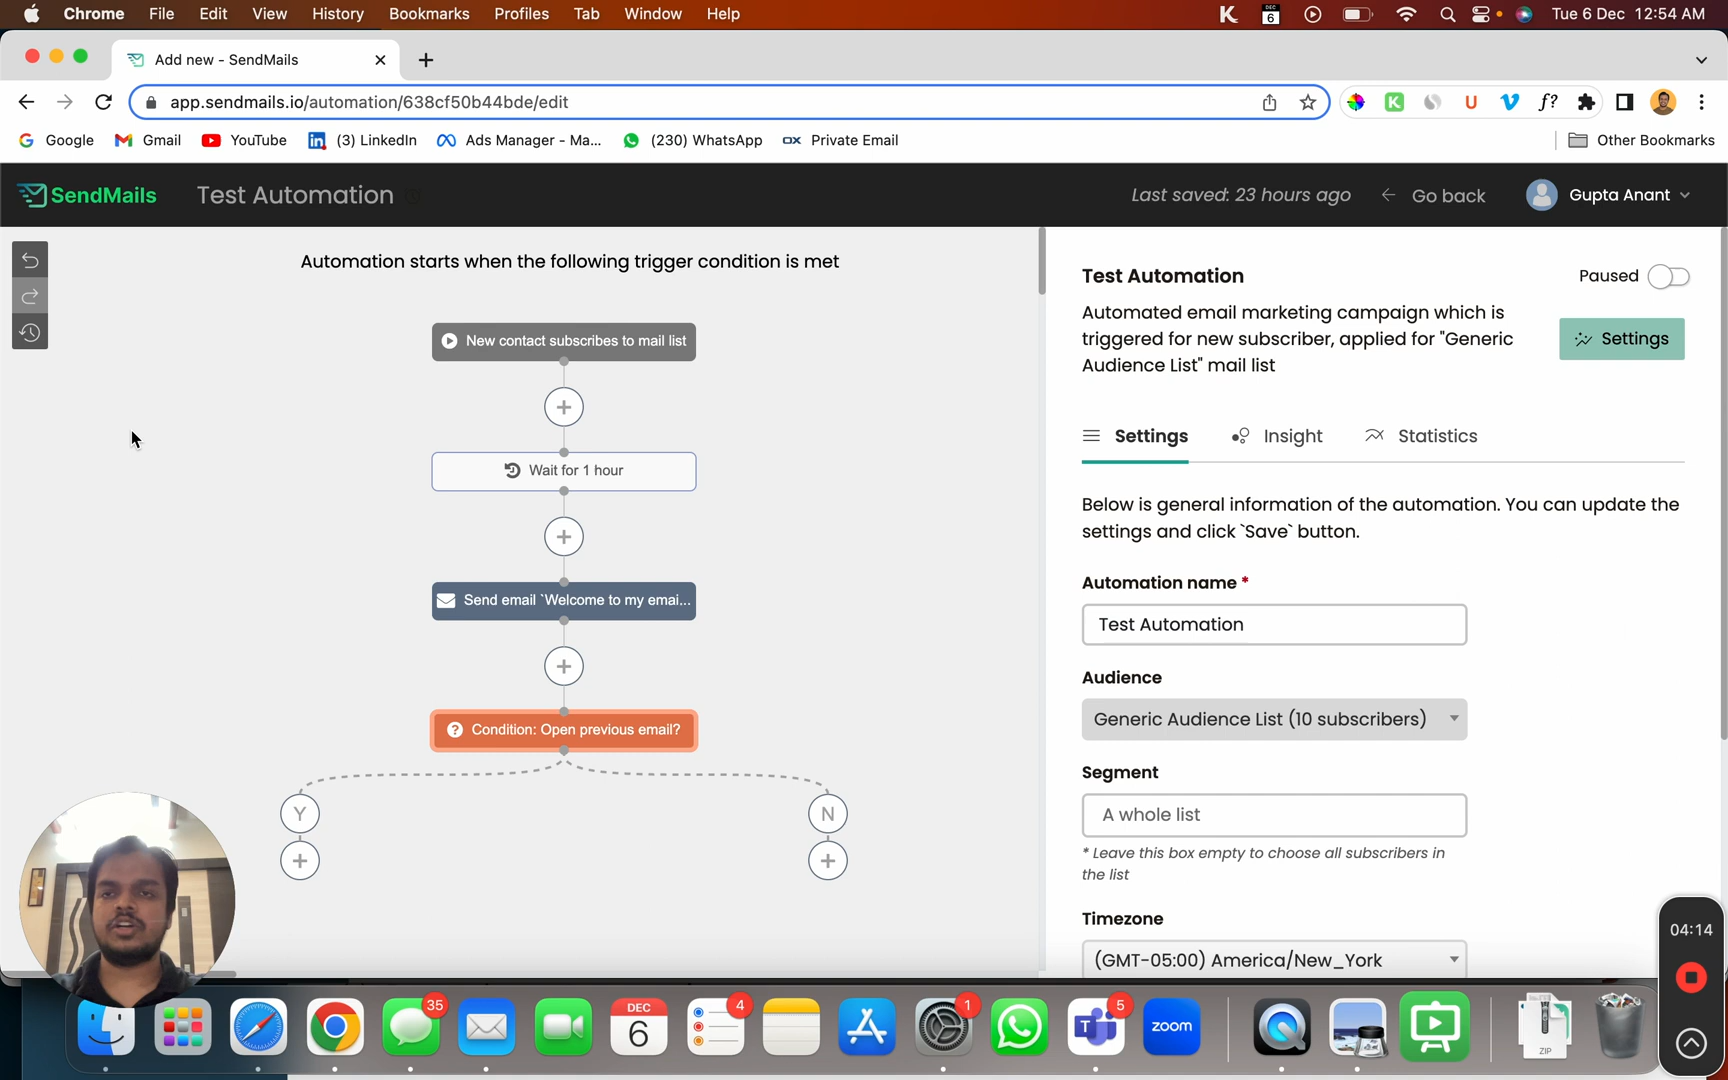 Chrome File Edit View History Bookmarks Profiles Tab Window Help
DEC 6
Tue 6 Dec 12:54 AM
Add new - SendMails
app.sendmails.io/automation/638cf50b44bde/edit
Google Gmail YouTube (3) LinkedIn Ads Manager - Ma... (230) WhatsApp OX Private Email Other Bookmarks
SendMails Test Automation Last saved: 23 hours ago Go back Gupta Anant
Automation starts when the following trigger condition is met
New contact subscribes to mail list
Wait for 1 hour
Send email `Welcome to my emai...
Condition: Open previous email?
Y N
Test Automation Paused
Automated email marketing campaign which is
triggered for new subscriber, applied for "Generic
Audience List" mail list
Settings
Settings Insight Statistics
Below is general information of the automation. You can update the
settings and click `Save` button.
Automation name *
Test Automation
Audience
Generic Audience List (10 subscribers)
Segment
A whole list
* Leave this box empty to choose all subscribers in
the list
Timezone
(GMT-05:00) America/New_York
04:14
35
DEC
6
4
1
5
zoom
ZIP